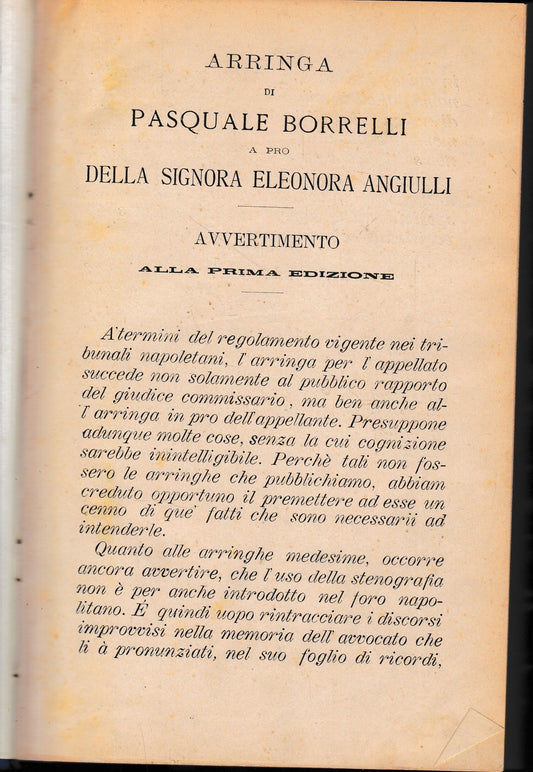 ARRINGA
DI
PASQUALE BORRELLI
A PRO
DELLA SIGNORA ELEONORA ANGIULLI
AVVERTIMENTO
ALLA PRIMA EDIZIONE
A'termini del regolamento vigente nei tri-
bunali napoletani, l'arringa per l'appellato
succede non solamente al pubblico rapporto
del giudice commissario, ma ben anche al-
l'arringa in pro dell'appellante. Presuppone
adunque molte cose, senza la cui cognizione
sarebbe inintelligibile. Perchè tali non fos-
sero le arringhe che pubblichiamo, abbiam
creduto opportuno il premettere ad esse un
cenno di que' fatti che sono necessarii ad
intenderle.
Quanto alle arringhe medesime, occorre
ancora avvertire, che l'uso della stenografia
non è per anche introdotto nel foro napo-
litano. É quindi uopo rintracciare i discorsi
improvvisi nella memoria dell'avvocato che
li à pronunziati, nel suo foglio di ricordi,